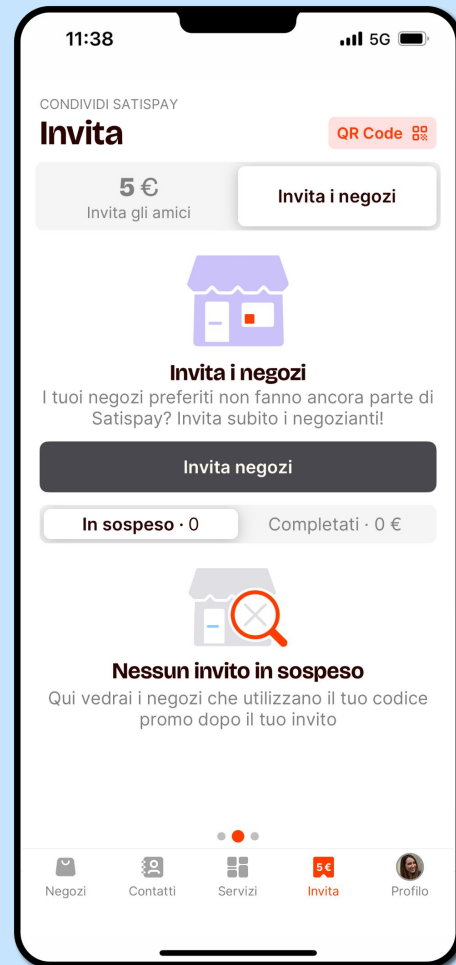 11:38
5G
CONDIVIDI SATISPAY
Invita
QR Code
5 €
Invita gli amici
Invita i negozi
Invita i negozi
I tuoi negozi preferiti non fanno ancora parte di
Satispay? Invita subito i negozianti!
Invita negozi
In sospeso · 0
Completati · 0 €
Nessun invito in sospeso
Qui vedrai i negozi che utilizzano il tuo codice
promo dopo il tuo invito
5 €
Negozi
Contatti
Servizi
Invita
Profilo